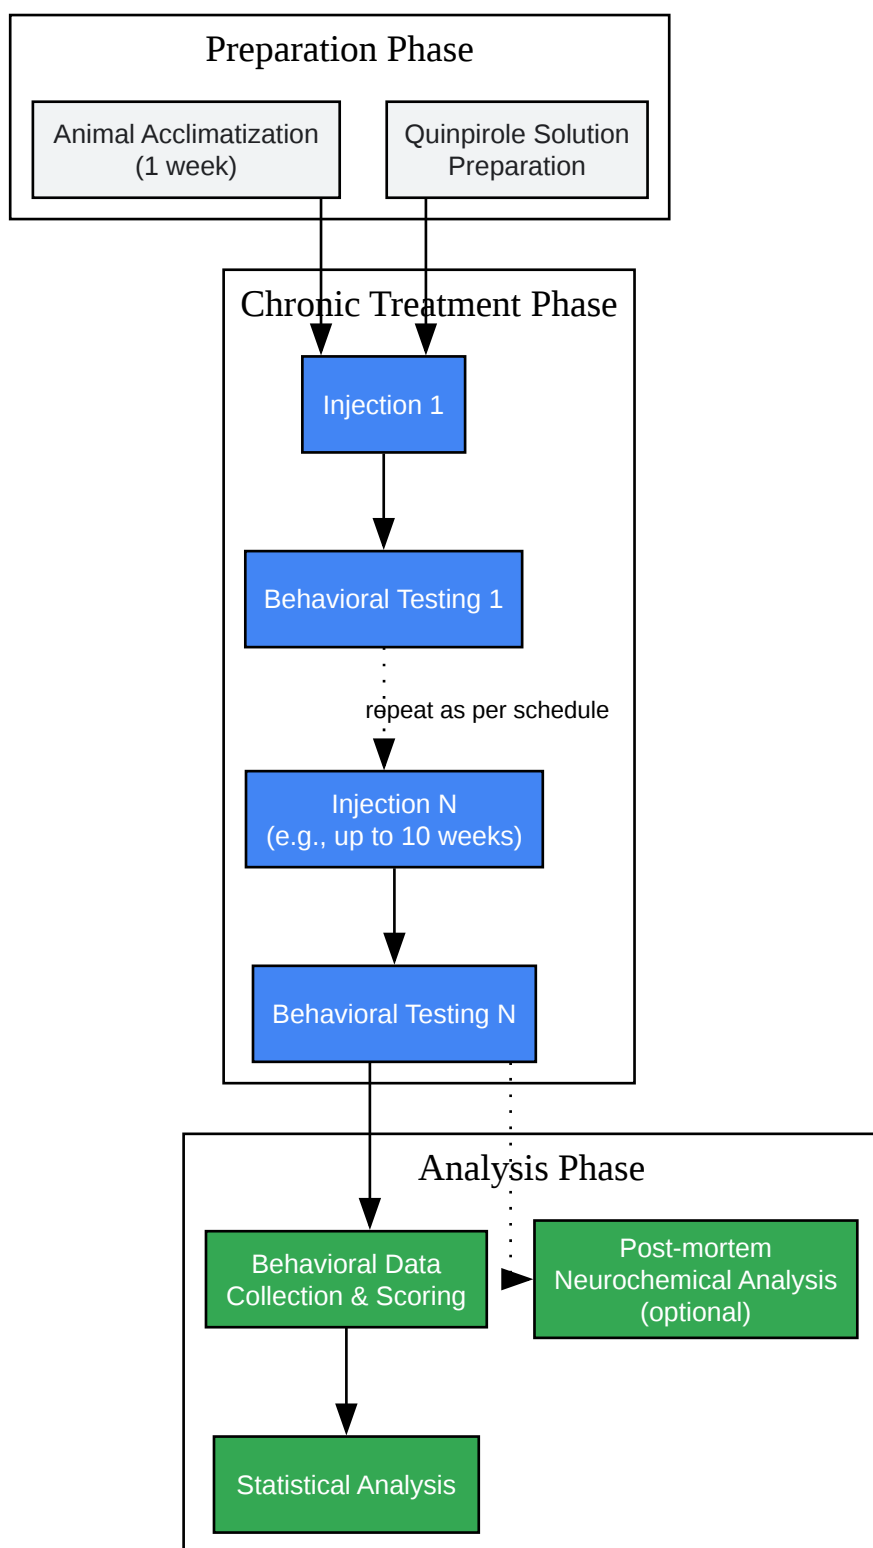 Preparation Phase
Animal Acclimatization
(1 week)
Quinpirole Solution
Preparation
Chronic Treatment Phase
Injection 1
Behavioral Testing 1
repeat as per schedule
Injection N
(e.g., up to 10 weeks)
Behavioral Testing N
Analysis Phase
Behavioral Data
Collection & Scoring
Post-mortem
Neurochemical Analysis
(optional)
Statistical Analysis